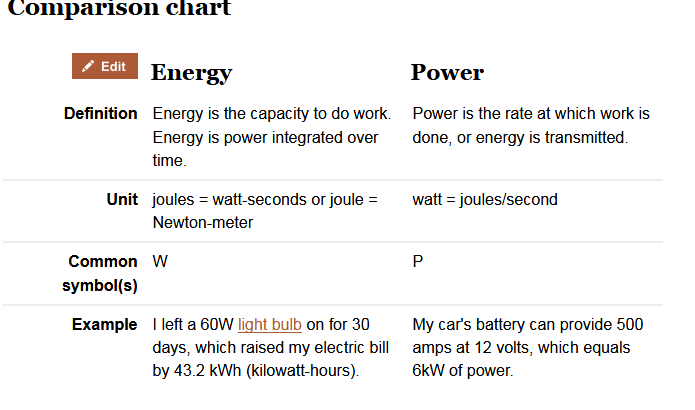 Comparison chart
Edit
Energy
Power
Definition
Energy is the capacity to do work.
Energy is power integrated over
time.
Power is the rate at which work is
done, or energy is transmitted.
Unit
joules = watt-seconds or joule =
Newton-meter
watt = joules/second
Common
symbol(s)
W
P
Example
I left a 60W light bulb on for 30
days, which raised my electric bill
by 43.2 kWh (kilowatt-hours).
My car's battery can provide 500
amps at 12 volts, which equals
6kW of power.